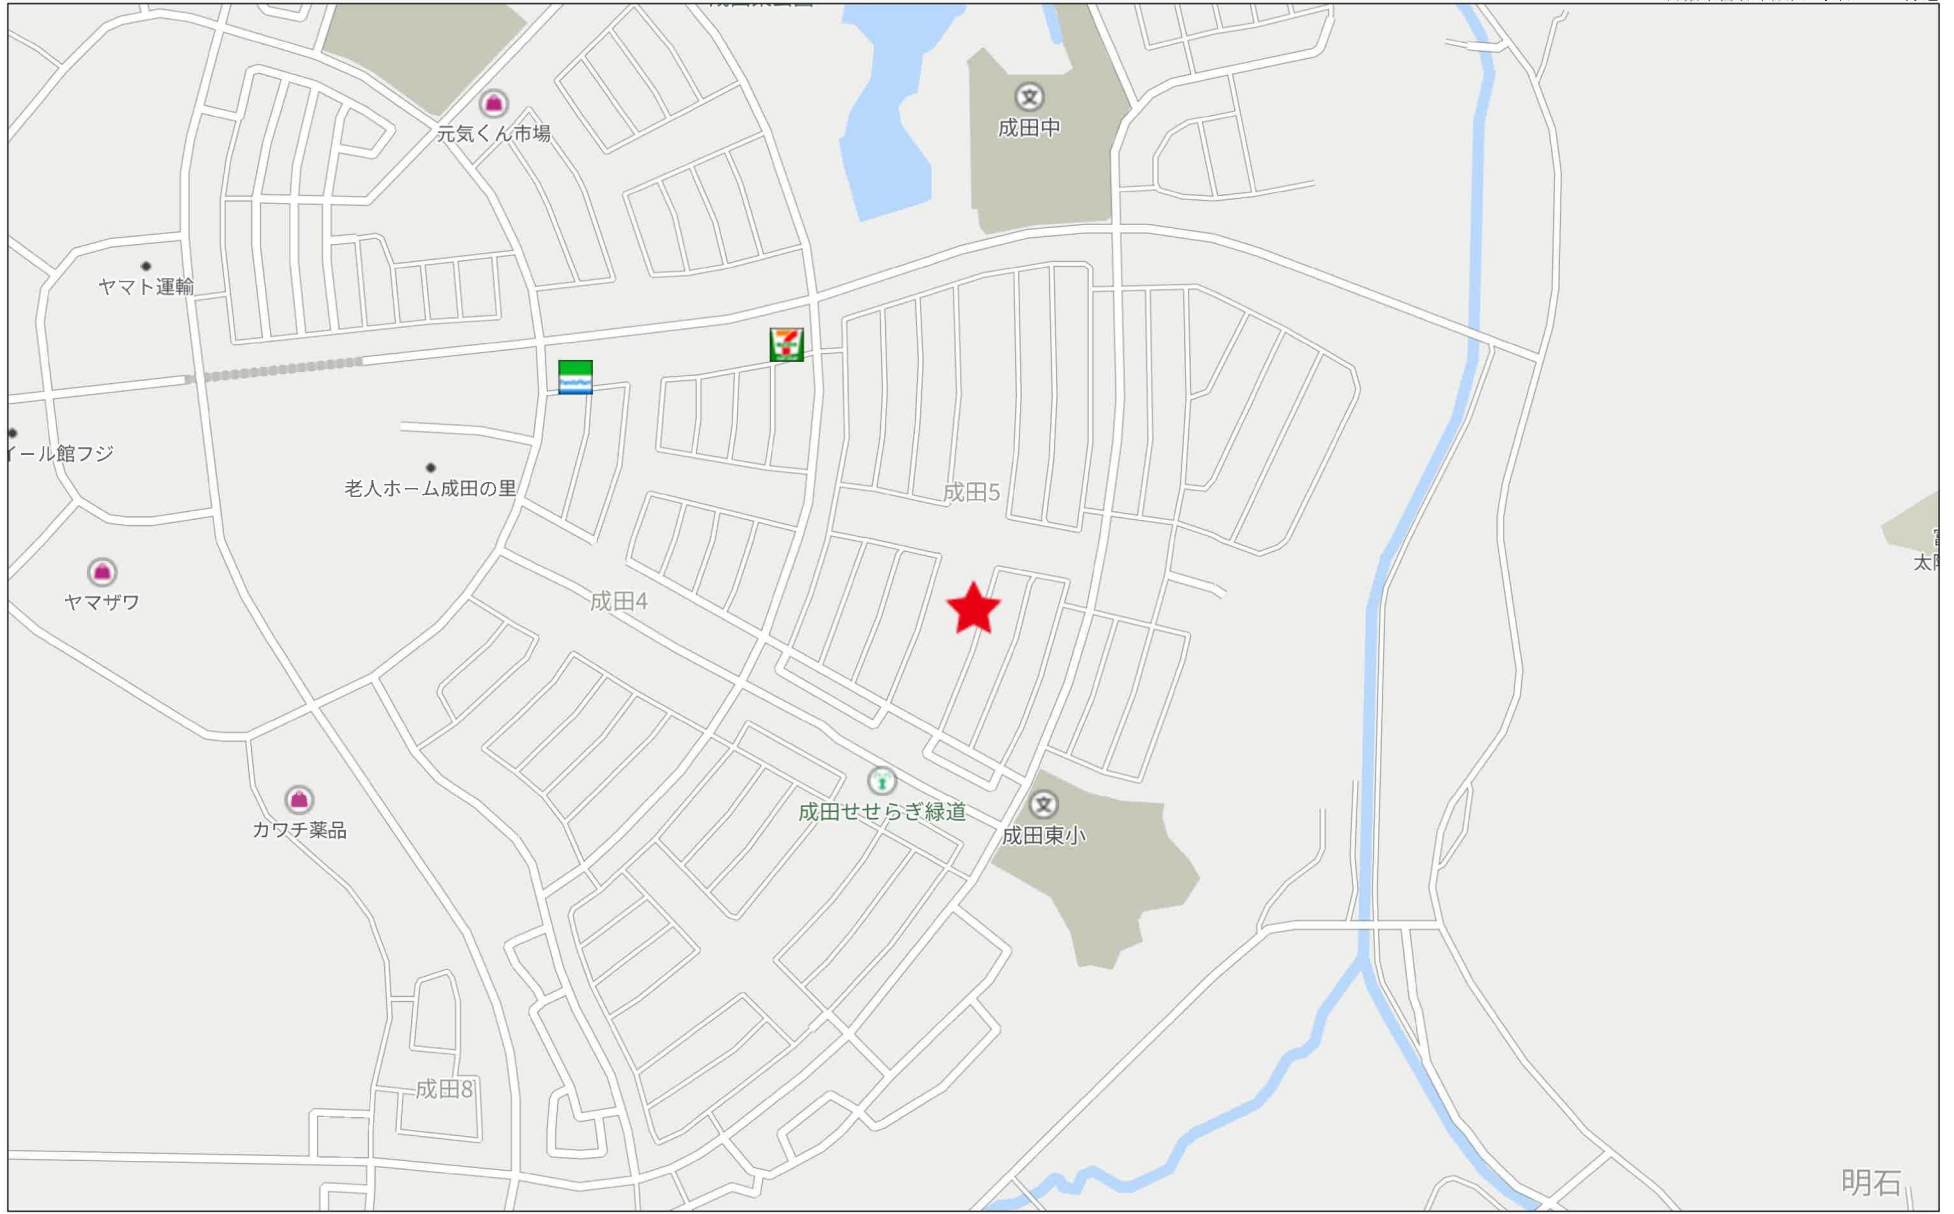 元気くん市場
成田中
ヤマト運輸
FamilyMart
イール館フジ
老人ホーム成田の里
成田5
ヤマザワ
成田4
成田せせらぎ緑道
カワチ薬品
成田東小
成田8
明石